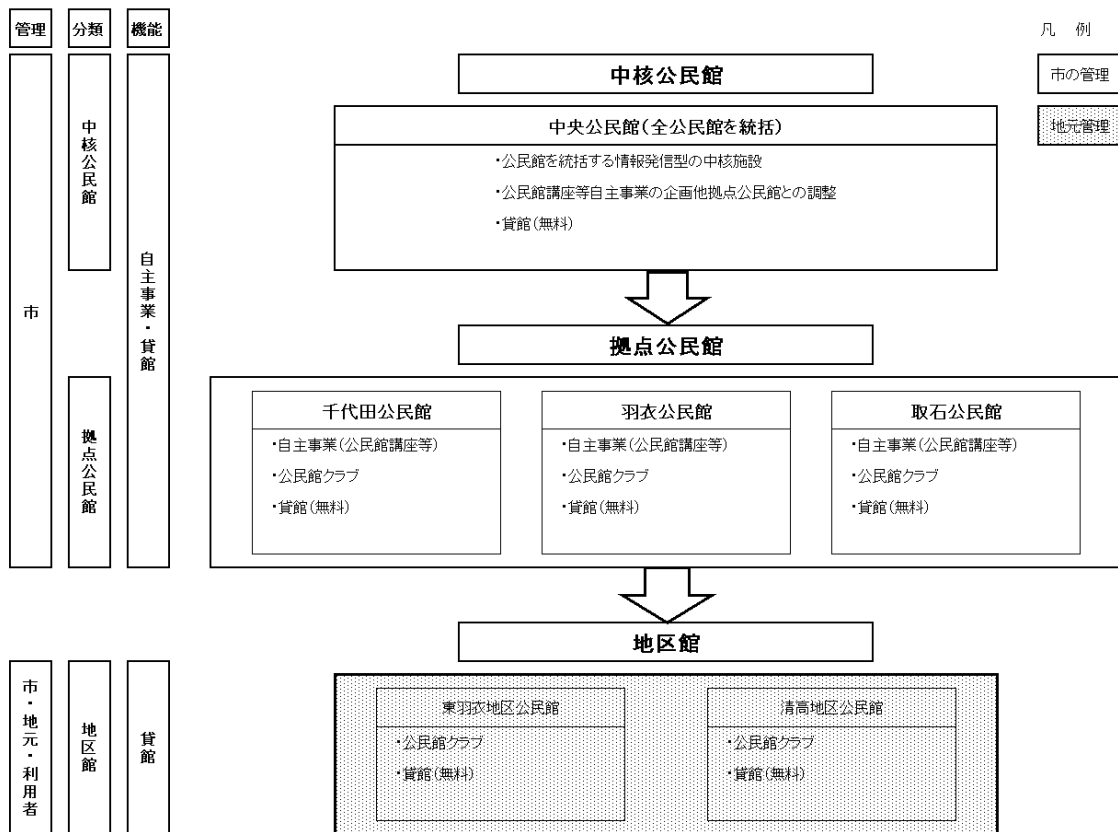 管理
分類
機能
凡 例
市の管理
地元管理
市
中核公民館
自主事業・貸館
拠点公民館
中核公民館
中央公民館(全公民館を統括)
・公民館を統括する情報発信型の中核施設
・公民館講座等自主事業の企画他拠点公民館との調整
・貸館(無料)
拠点公民館
千代田公民館
・自主事業(公民館講座等)
・公民館クラブ
・貸館(無料)
羽衣公民館
・自主事業(公民館講座等)
・公民館クラブ
・貸館(無料)
取石公民館
・自主事業(公民館講座等)
・公民館クラブ
・貸館(無料)
市・地元・利用者
地区館
貸館
地区館
東羽衣地区公民館
・公民館クラブ
・貸館(無料)
清高地区公民館
・公民館クラブ
・貸館(無料)